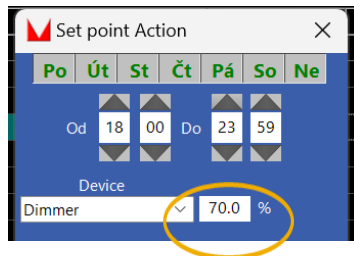 Set point Action
Po Út St Čt Pá So Ne
Od 18 00 Do 23 59
Device
Dimmer 70.0 %